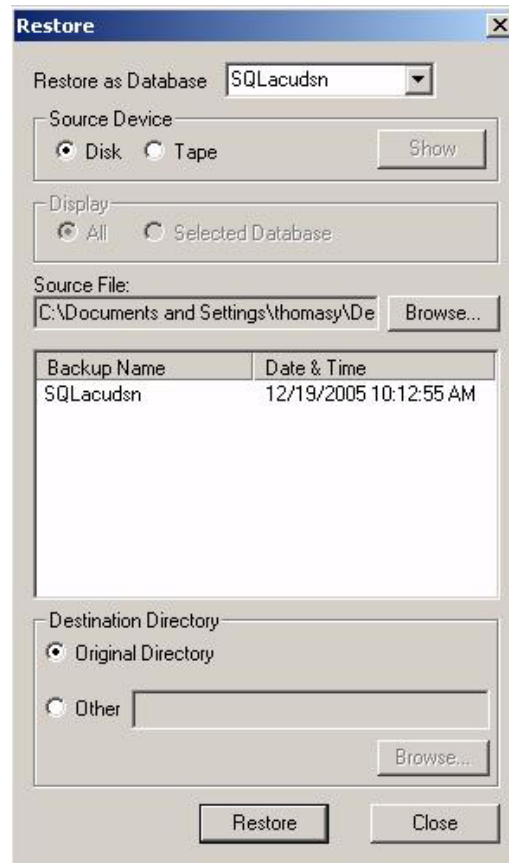 Restore
Restore as Database SQLacudsn
Source Device
Disk Tape Show
Display
All Selected Database
Source File:
C:\Documents and Settings\thomasy\De Browse...
Backup Name Date & Time
SQLacudsn 12/19/2005 10:12:55 AM
Destination Directory
Original Directory
Other
Browse...
Restore Close